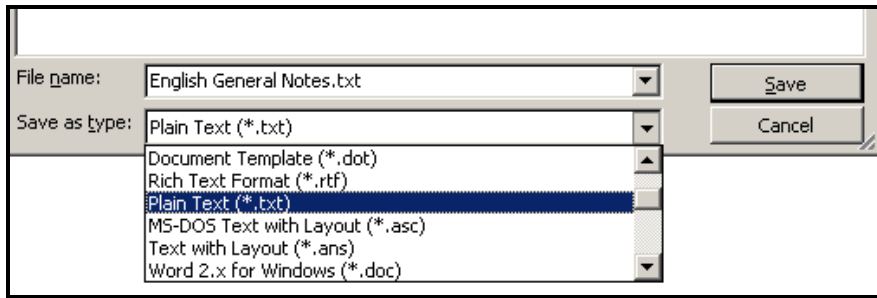 File name: English General Notes.txt Save
Save as type: Plain Text (*.txt) Cancel
Document Template (*.dot)
Rich Text Format (*.rtf)
Plain Text (*.txt)
MS-DOS Text with Layout (*.asc)
Text with Layout (*.ans)
Word 2.x for Windows (*.doc)